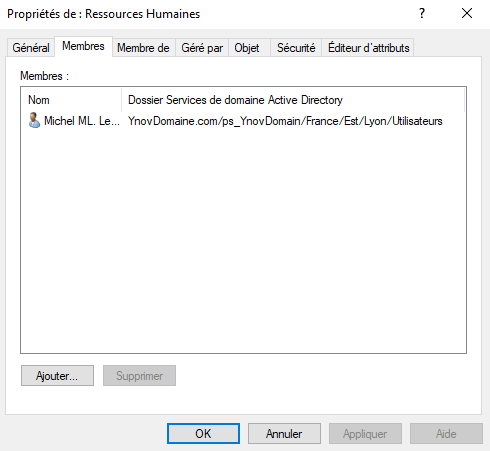 Propriétés de : Ressources Humaines ?
Général Membres Membre de Géré par Objet Sécurité Éditeur d'attributs
Membres :
Nom Dossier Services de domaine Active Directory
Michel ML. Le... YnovDomaine.com/ps_YnovDomain/France/Est/Lyon/Utilisateurs
Ajouter... Supprimer
OK Annuler Appliquer Aide